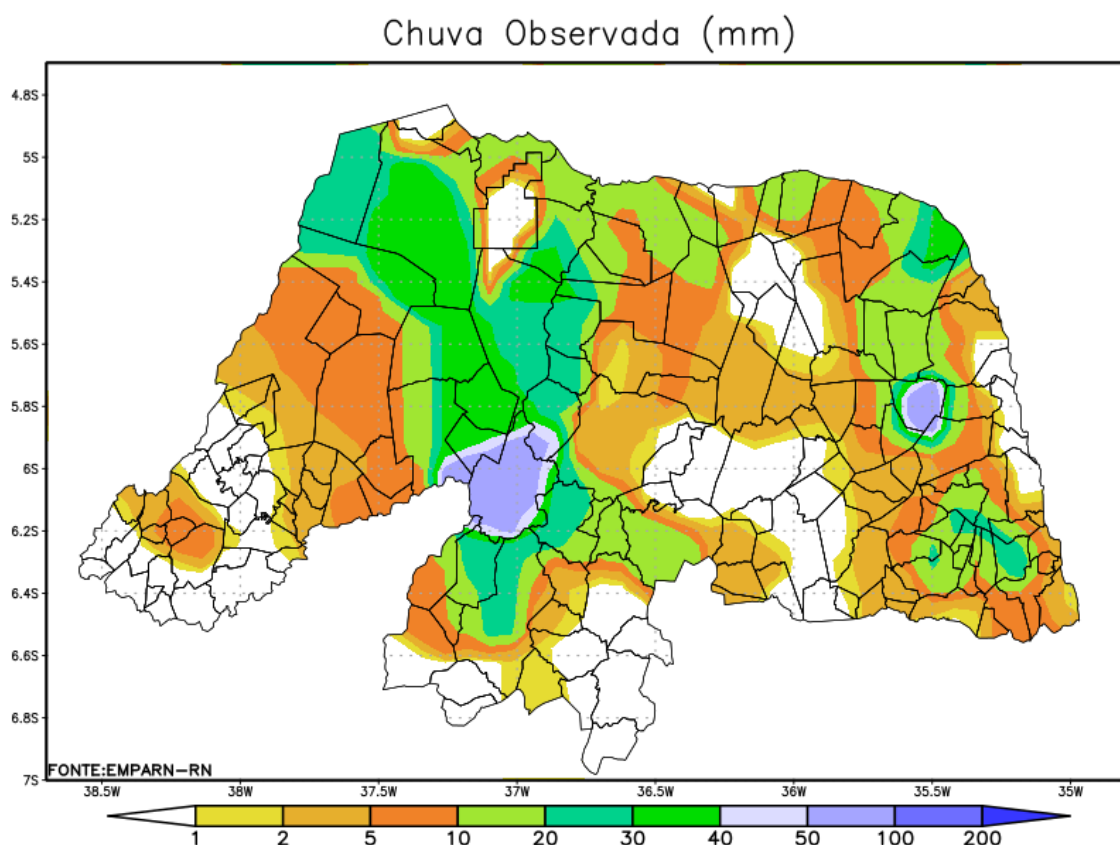 Chuva Observada (mm)
4.8S
5S
5.2S
5.4S
5.6S
5.8S
6S
6.2S
6.4S
6.6S
6.8S
7S
FONTE:EMPARN-RN
38.5W 38W 37.5W 37W 36.5W 36W 35.5W 35W
1 2 5 10 20 30 40 50 100 200